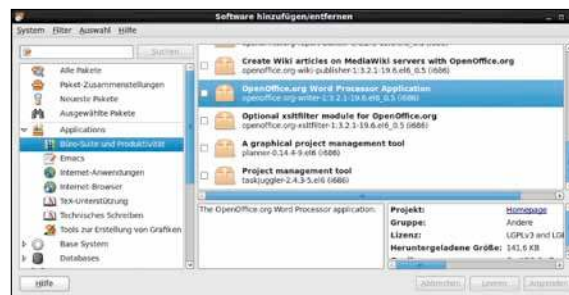 Software hinzufügen/entfernen
System Filter Auswahl Hilfe
Suchen
Alle Pakete
Paket-Zusammenstellungen
Neueste Pakete
Ausgewählte Pakete
Applications
Büro-Suite und Produktivität
Emacs
Internet-Anwendungen
Internet-Browser
TeX-Unterstützung
Technisches Schreiben
Tools zur Erstellung von Grafiken
Base System
Databases
Create Wiki articles on MediaWiki servers with OpenOffice.org
openoffice.org-wiki-publisher-1:3.2.1-19.6.el6_0.5 (i686)
OpenOffice.org Word Processor Application
openoffice.org-writer-1:3.2.1-19.6.el6_0.5 (i686)
Optional xsltfilter module for OpenOffice.org
openoffice.org-xsltfilter-1:3.2.1-19.6.el6_0.5 (i686)
A graphical project management tool
planner-0.14.4-9.el6 (i686)
Project management tool
taskjuggler-2.4.3-5.el6 (i686)
The OpenOffice.org Word Processor application.
Projekt: Homepage
Gruppe: Andere
Lizenz: LGPLv3 and LG
Heruntergeladene Größe: 141,6 KB
Hilfe
Abbrechen Leeren Anwenden